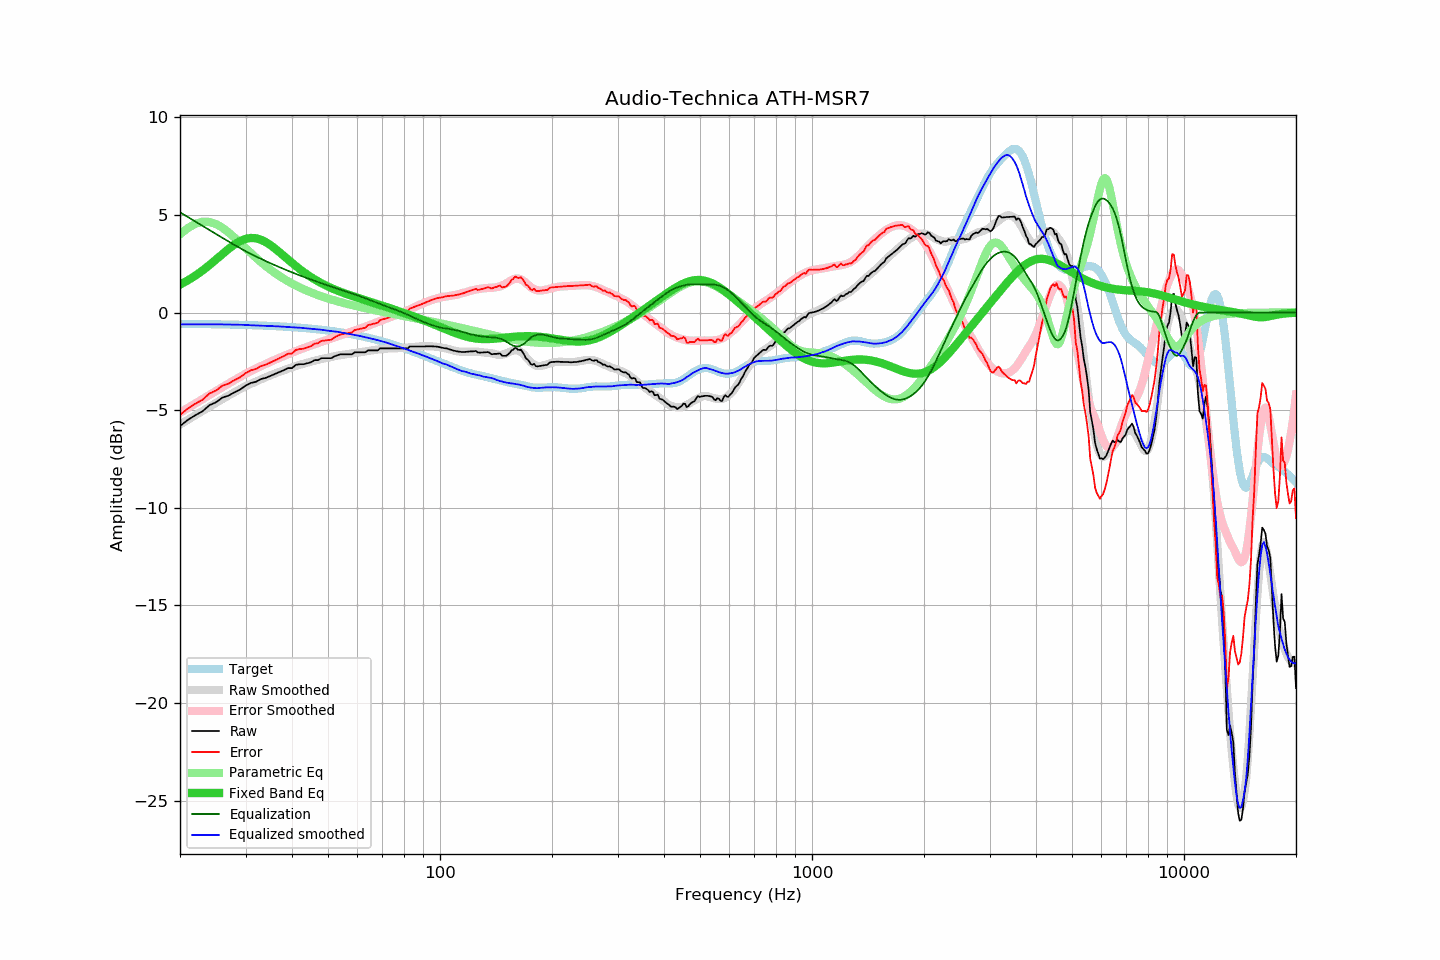 Audio-Technica ATH-MSR7
10
5
0
−5
−10
−15
−20
−25
Amplitude (dBr)
Target
Raw Smoothed
Error Smoothed
Raw
Error
Parametric Eq
Fixed Band Eq
Equalization
Equalized smoothed
100 1000 10000
Frequency (Hz)